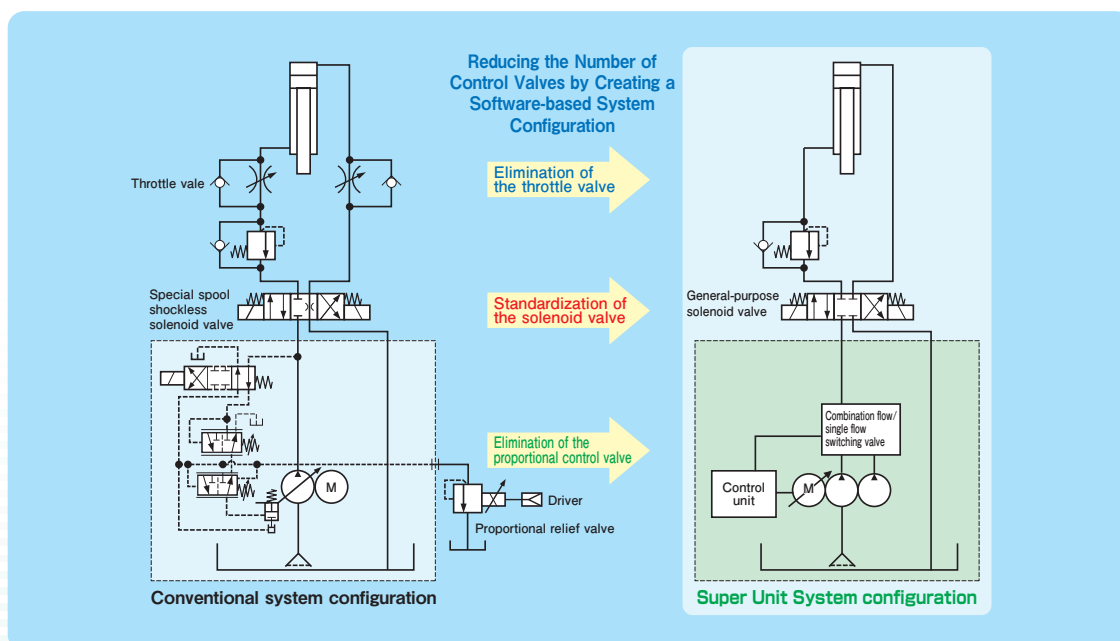 Reducing the Number of
Control Valves by Creating a
Software-based System
Configuration
Throttle vale
Elimination of
the throttle valve
Special spool
shockless
solenoid valve
Standardization of
the solenoid valve
General-purpose
solenoid valve
Elimination of the
proportional control valve
Combination flow/
single flow
switching valve
M
Driver
Proportional relief valve
Control
unit
M
Conventional system configuration
Super Unit System configuration